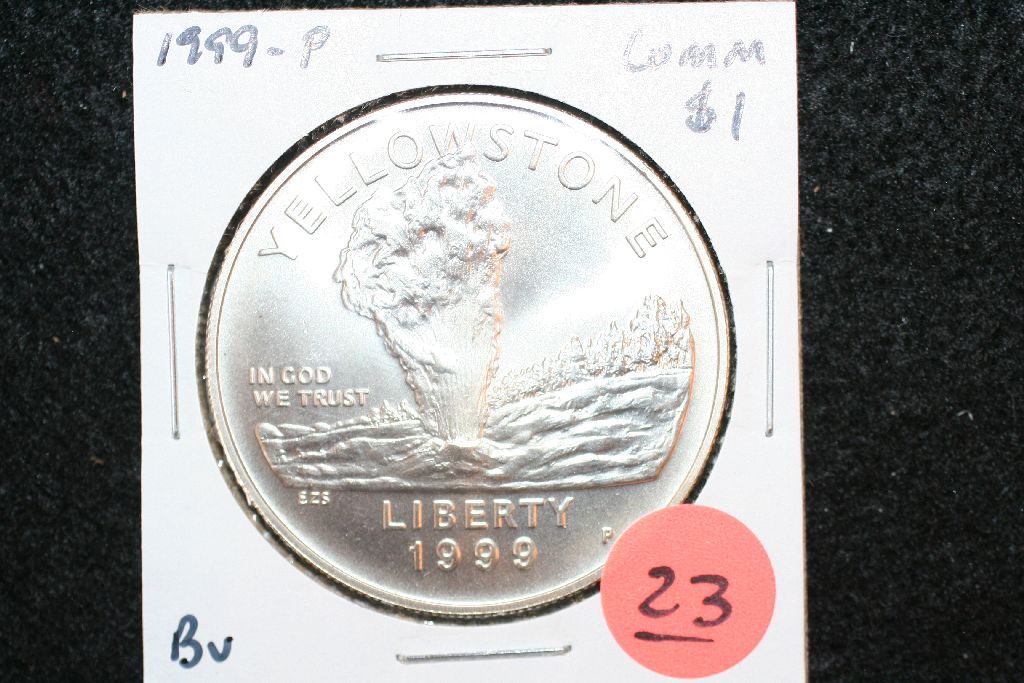 1999-P
Comm
$1
YELLOWSTONE
IN GOD
WE TRUST
EZS
LIBERTY
1999
P
23
BU